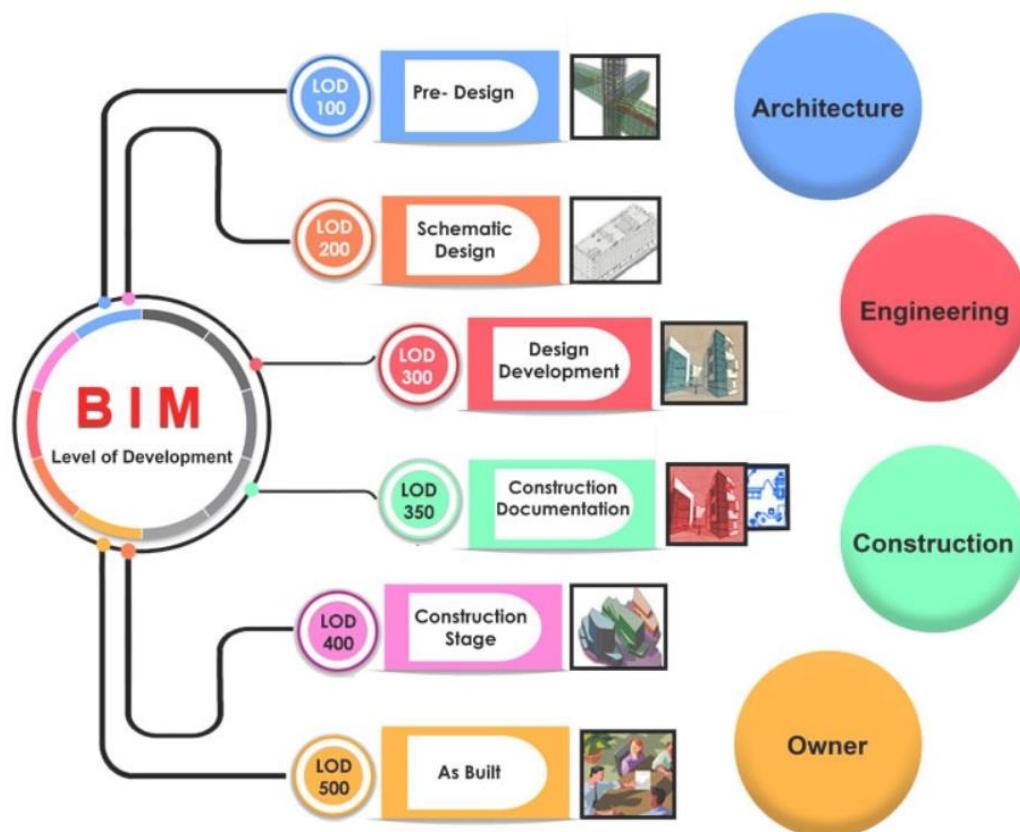 LOD
100
Pre- Design
Architecture
LOD
200
Schematic
Design
Engineering
LOD
300
Design
Development
BIM
Level of Development
LOD
350
Construction
Documentation
Construction
LOD
400
Construction
Stage
Owner
LOD
500
As Built